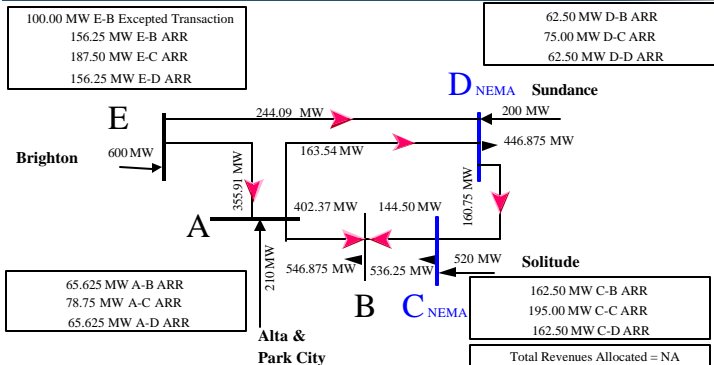 100.00 MW E-B Excepted Transaction
156.25 MW E-B ARR
187.50 MW E-C ARR
156.25 MW E-D ARR
62.50 MW D-B ARR
75.00 MW D-C ARR
62.50 MW D-D ARR
E
D NEMA Sundance
244.09 MW
200 MW
Brighton
600 MW
163.54 MW
446.875 MW
355.91 MW
160.75 MW
A
402.37 MW
144.50 MW
210 MW
546.875 MW
536.25 MW
520 MW
Solitude
B
C NEMA
65.625 MW A-B ARR
78.75 MW A-C ARR
65.625 MW A-D ARR
Alta &
Park City
162.50 MW C-B ARR
195.00 MW C-C ARR
162.50 MW C-D ARR
Total Revenues Allocated = NA